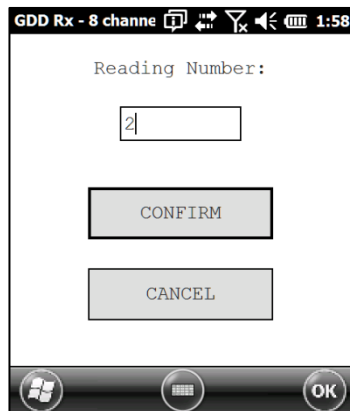 GDD Rx - 8 channe 1:58
Reading Number:
2
CONFIRM
CANCEL
OK